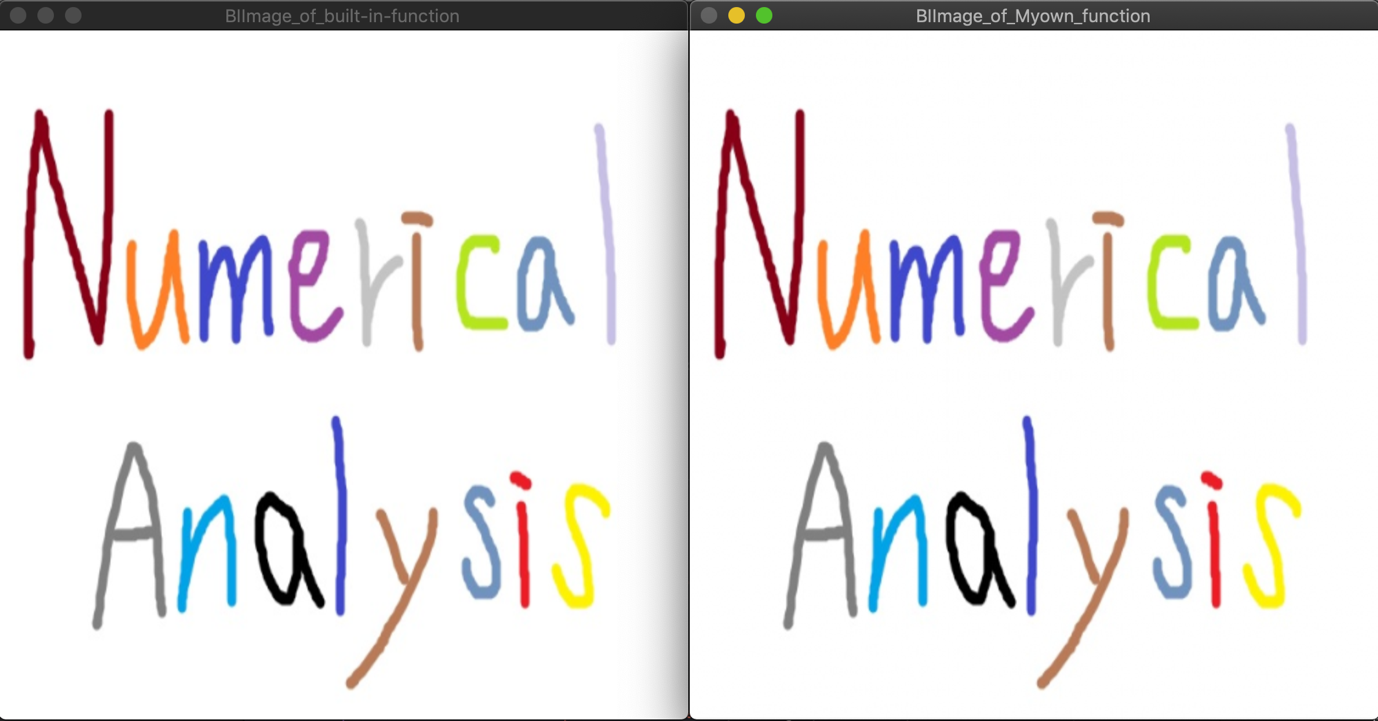 BIImage_of_built-in-function
Numerical
Analysis
BIImage_of_Myown_function
Numerical
Analysis